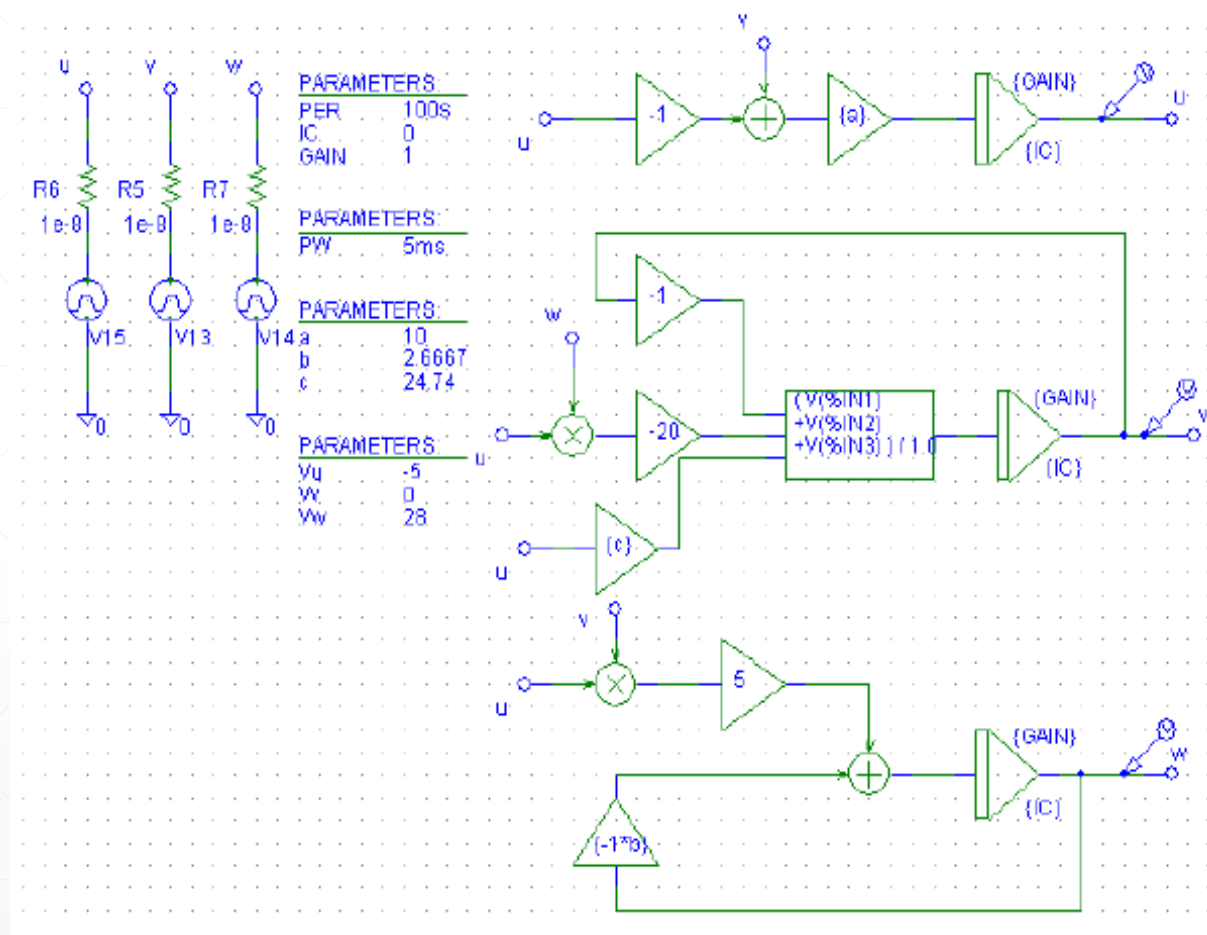 u v w
R6 R5 R7
1e-8 1e-8 1e-8
V15 V13 V14
0 0 0
PARAMETERS:
PER 100s
IC 0
GAIN 1
PARAMETERS:
PW 5ms
PARAMETERS:
a 10
b 2.6667
c 24.74
PARAMETERS:
Vu -5
Vv 0
Vw 28
v
u
-1
{a}
{GAIN}
{IC}
u
-1
w
u
-20
(V(%IN1)
+V(%IN2)
+V(%IN3))/(1.0
{GAIN}
{IC}
v
{c}
u
v
u
5
{GAIN}
{IC}
w
{-1*b}